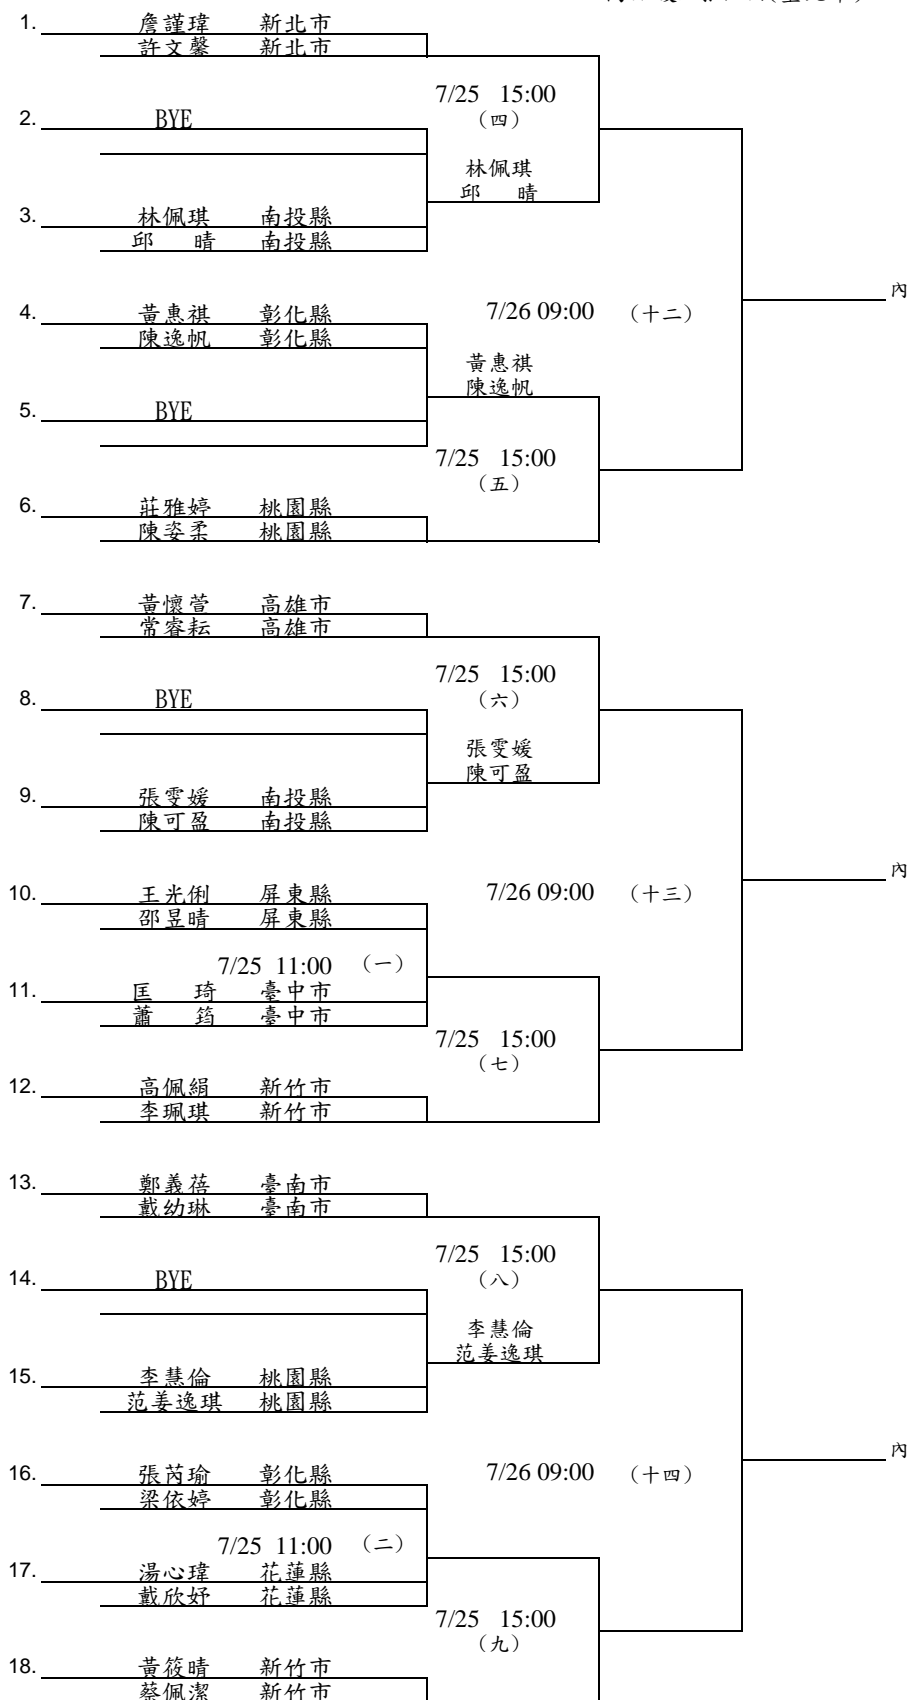 1. 詹謹瑋 新北市
許文馨 新北市
7/25 15:00
2. BYE (四)
林佩琪
邱 晴
3. 林佩琪 南投縣
邱 晴 南投縣
內
4. 黃惠祺 彰化縣 7/26 09:00 (十二)
陳逸帆 彰化縣
黃惠祺
陳逸帆
5. BYE
7/25 15:00
(五)
6. 莊雅婷 桃園縣
陳姿柔 桃園縣
7. 黃懷萱 高雄市
常睿耘 高雄市
7/25 15:00
8. BYE (六)
張雯媛
陳可盈
9. 張雯媛 南投縣
陳可盈 南投縣
內
10. 王光俐 屏東縣 7/26 09:00 (十三)
邵昱晴 屏東縣
7/25 11:00 (一)
11. 匡 琦 臺中市
蕭 筠 臺中市
7/25 15:00
(七)
12. 高佩絹 新竹市
李珮琪 新竹市
13. 鄭義蓓 臺南市
戴幼琳 臺南市
7/25 15:00
14. BYE (八)
李慧倫
范姜逸琪
15. 李慧倫 桃園縣
范姜逸琪 桃園縣
內
16. 張芮瑜 彰化縣 7/26 09:00 (十四)
梁依婷 彰化縣
7/25 11:00 (二)
17. 湯心瑋 花蓮縣
戴欣妤 花蓮縣
7/25 15:00
(九)
18. 黃筱晴 新竹市
蔡佩潔 新竹市